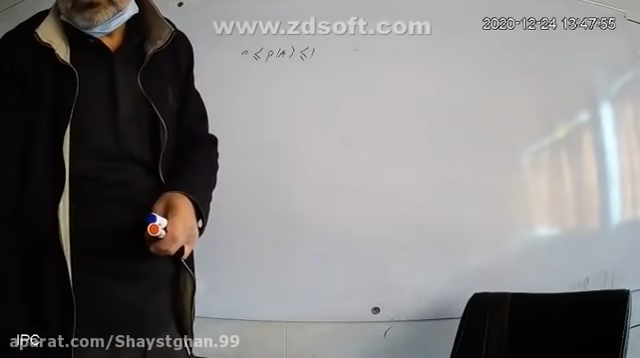 www.zdsoft.com
2020-12-24 13:47:55
0 ≤ P(A) ≤ 1
IPC
aparat.com/Shaystghan.99